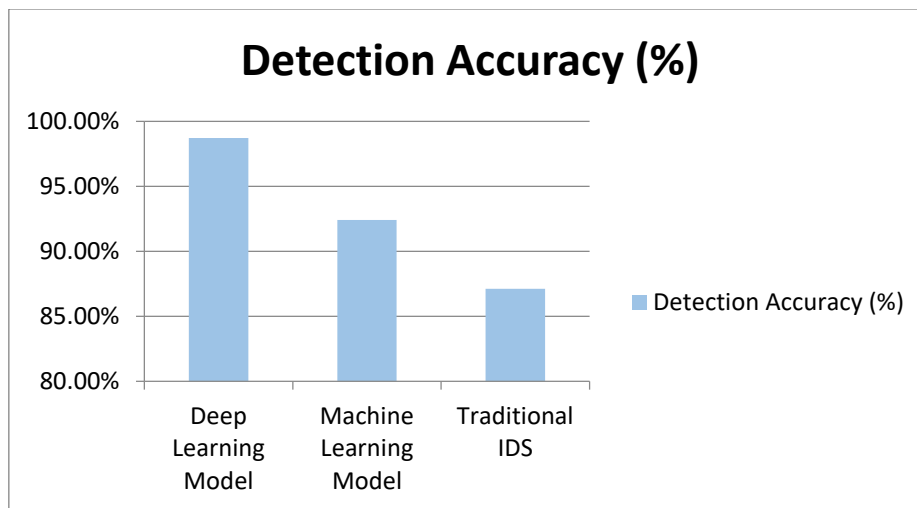 Detection Accuracy (%)
100.00%
95.00%
90.00%
85.00%
80.00%
Deep
Learning
Model
Machine
Learning
Model
Traditional
IDS
Detection Accuracy (%)